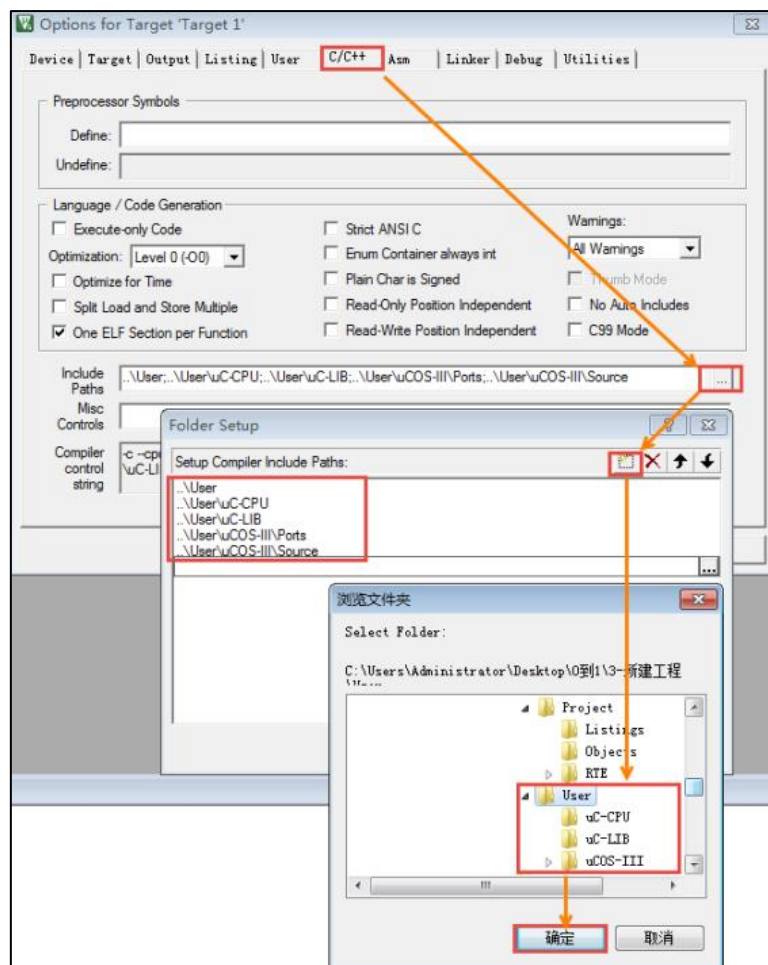 Options for Target 'Target 1'
Device | Target | Output | Listing | User C/C++ Asm | Linker | Debug | Utilities |
Preprocessor Symbols
Define:
Undefine:
Language / Code Generation
Execute-only Code
Strict ANSI C
Warnings:
Optimization: Level 0 (-O0)
Enum Container always int
All Warnings
Optimize for Time
Plain Char is Signed
Thumb Mode
Split Load and Store Multiple
Read-Only Position Independent
No Auto Includes
One ELF Section per Function
Read-Write Position Independent
C99 Mode
Include Paths
..\User;..\User\uC-CPU;..\User\uC-LIB;..\User\uCOS-III\Ports;..\User\uCOS-III\Source
...
Misc Controls
Compiler control string
Folder Setup
Setup Compiler Include Paths:
..\User
..\User\uC-CPU
..\User\uC-LIB
..\User\uCOS-III\Ports
..\User\uCOS-III\Source
...
浏览文件夹
Select Folder:
C:\Users\Administrator\Desktop\0到1\3-新建工程
Project
Listings
Objects
RTE
User
uC-CPU
uC-LIB
uCOS-III
确定
取消